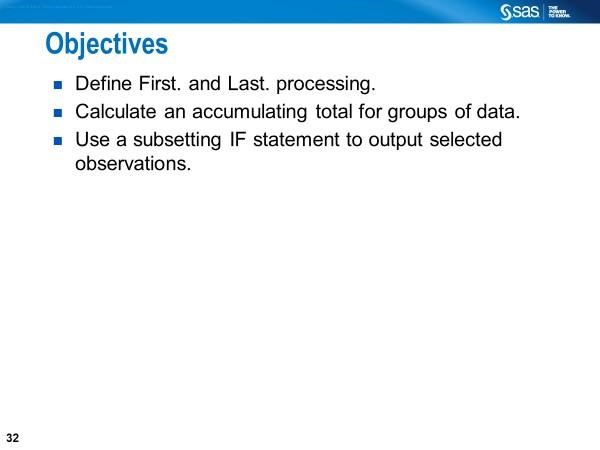 sas
THE
POWER
TO KNOW.
Objectives
Define First. and Last. processing.
Calculate an accumulating total for groups of data.
Use a subsetting IF statement to output selected
observations.
32